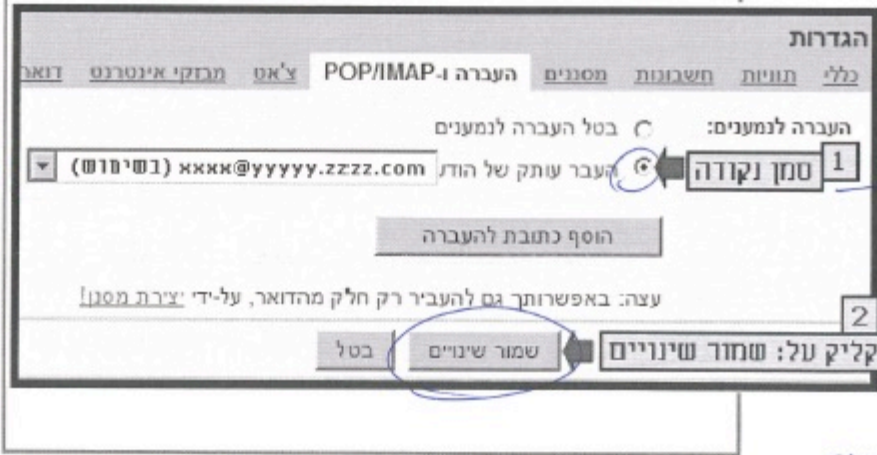 הגדרות
כללי תוויות חשבונות מסננים העברה ו-POP/IMAP צ'אט מבזקי אינטרנט דואר
העברה לנמענים: בטל העברה לנמענים
1 סמן נקודה העבר עותק של הודע xxxx@yyyyy.zzzz.com (בשימוש)
הוסף כתובת להעברה
עצה: באפשרותך גם להעביר רק חלק מהדואר, על-ידי יצירת מסנן!
2
קליק על: שמור שינויים שמור שינויים בטל